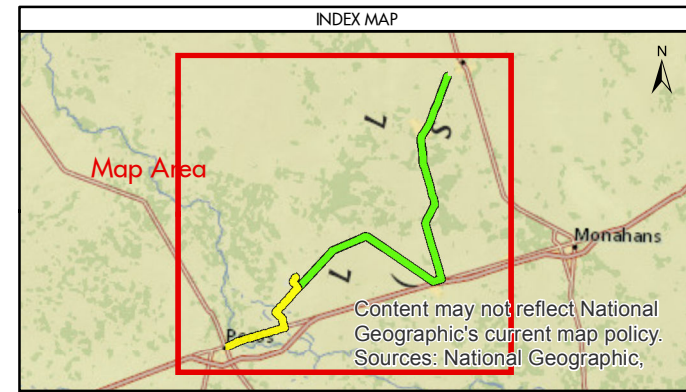 INDEX MAP
N
L
S
Map Area
Monahans
L
(
Content may not reflect National
Geographic's current map policy.
Sources: National Geographic,